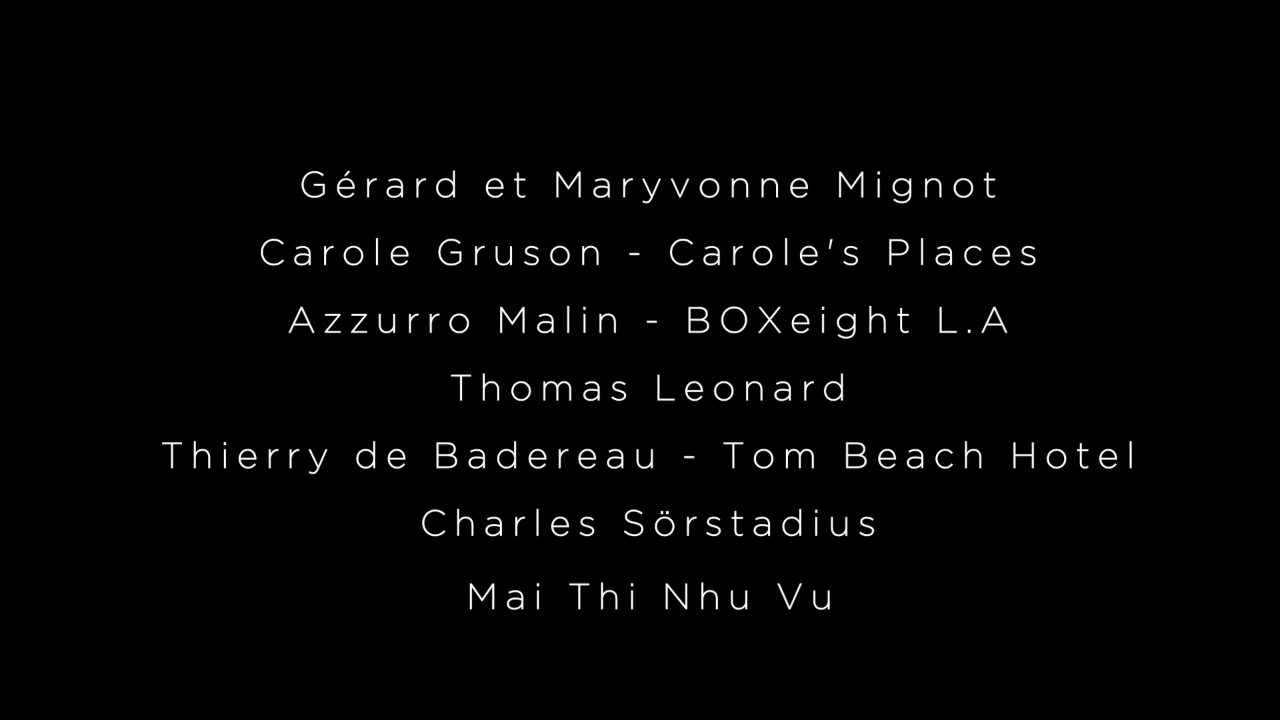 Gérard et Maryvonne Mignot
Carole Gruson - Carole's Places
Azzurro Malin - BOXeight L.A
Thomas Leonard
Thierry de Badereau - Tom Beach Hotel
Charles Sörstadius
Mai Thi Nhu Vu